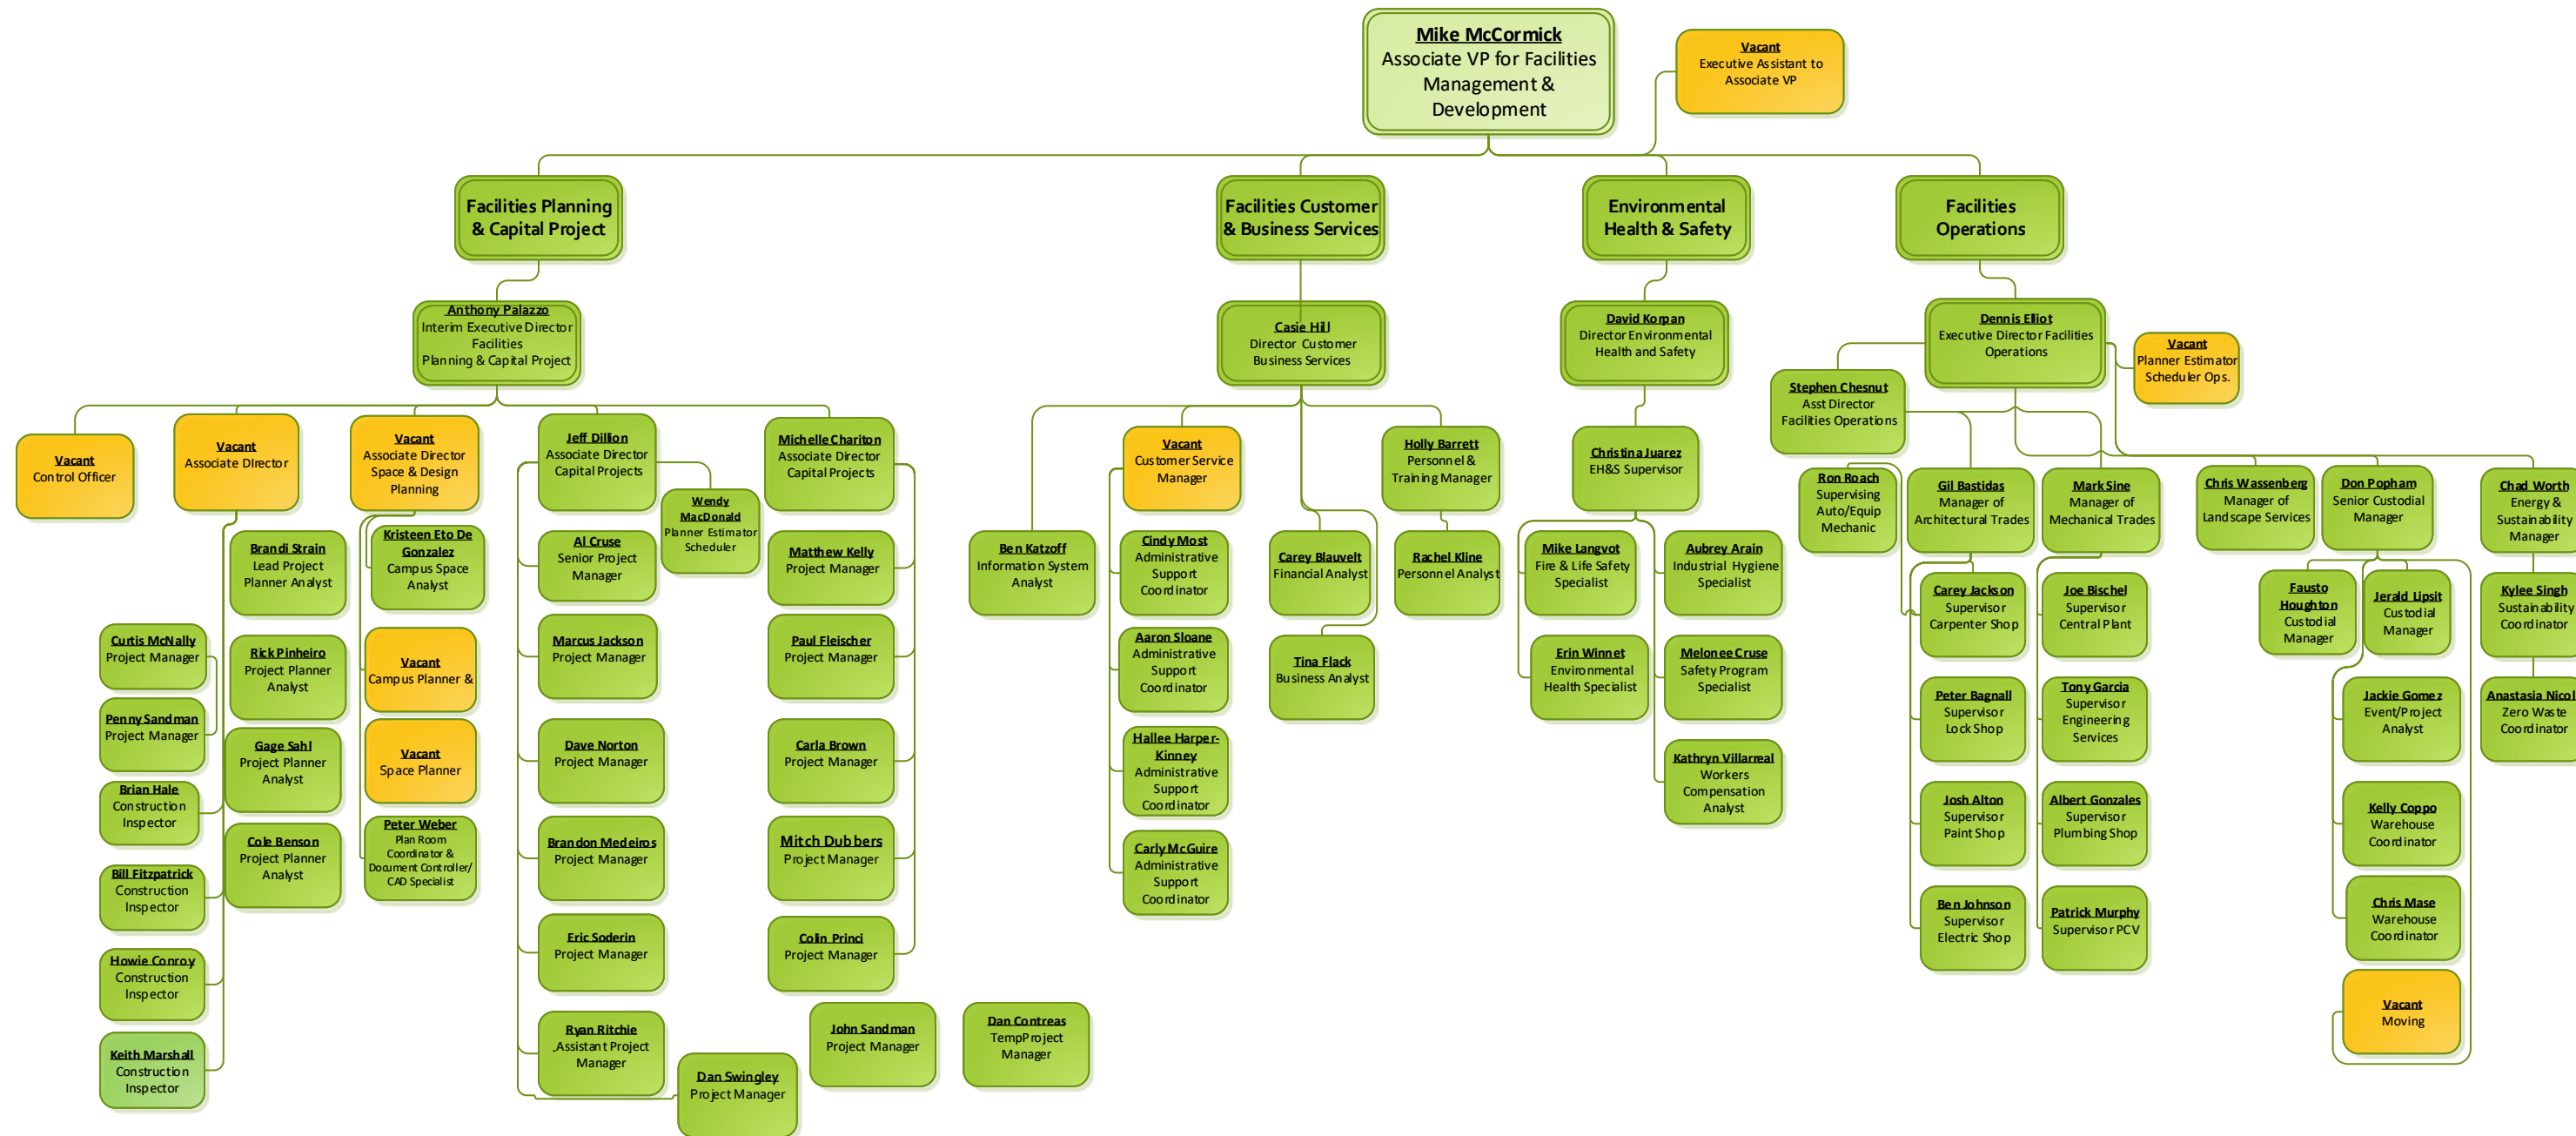 Mike McCormick
Associate VP for Facilities
Management &
Development
Vacant
Executive Assistant to
Associate VP
Facilities Planning
& Capital Project
Facilities Customer
& Business Services
Environmental
Health & Safety
Facilities
Operations
Anthony Palazzo
Interim Executive Director
Facilities
Planning & Capital Project
Casie Hill
Director Customer
Business Services
David Korpan
Director Environmental
Health and Safety
Dennis Elliot
Executive Director Facilities
Operations
Vacant
Planner Estimator
Scheduler Ops.
Stephen Chesnut
Asst Director
Facilities Operations
Vacant
Control Officer
Vacant
Associate DIrector
Vacant
Associate Director
Space & Design
Planning
Jeff Dillion
Associate Director
Capital Projects
Wendy
MacDonald
Planner Estimator
Scheduler
Michelle Chariton
Associate Director
Capital Projects
Vacant
Customer Service
Manager
Holly Barrett
Personnel &
Training Manager
Christina Juarez
EH&S Supervisor
Ron Roach
Supervising
Auto/Equip
Mechanic
Gil Bastidas
Manager of
Architectural Trades
Mark Sine
Manager of
Mechanical Trades
Chris Wassenberg
Manager of
Landscape Services
Don Popham
Senior Custodial
Manager
Chad Worth
Energy &
Sustainability
Manager
Brandi Strain
Lead Project
Planner Analyst
Kristeen Eto De
Gonzalez
Campus Space
Analyst
Al Cruse
Senior Project
Manager
Matthew Kelly
Project Manager
Ben Katzoff
Information System
Analyst
Cindy Most
Administrative
Support
Coordinator
Carey Blauvelt
Financial Analyst
Rachel Kline
Personnel Analyst
Mike Langvot
Fire & Life Safety
Specialist
Aubrey Arain
Industrial Hygiene
Specialist
Carey Jackson
Supervisor
Carpenter Shop
Joe Bischel
Supervisor
Central Plant
Fausto
Houghton
Custodial
Manager
Jerald Lipsit
Custodial
Manager
Kylee Singh
Sustainability
Coordinator
Curtis McNally
Project Manager
Rick Pinheiro
Project Planner
Analyst
Vacant
Campus Planner &
Marcus Jackson
Project Manager
Paul Fleischer
Project Manager
Aaron Sloane
Administrative
Support
Coordinator
Tina Flack
Business Analyst
Erin Winnet
Environmental
Health Specialist
Melonee Cruse
Safety Program
Specialist
Peter Bagnall
Supervisor
Lock Shop
Tony Garcia
Supervisor
Engineering
Services
Jackie Gomez
Event/Project
Analyst
Anastasia Nicol
Zero Waste
Coordinator
Penny Sandman
Project Manager
Gage Sahl
Project Planner
Analyst
Vacant
Space Planner
Dave Norton
Project Manager
Carla Brown
Project Manager
Hallee Harper-
Kinney
Administrative
Support
Coordinator
Kathryn Villarreal
Workers
Compensation
Analyst
Josh Alton
Supervisor
Paint Shop
Albert Gonzales
Supervisor
Plumbing Shop
Kelly Coppo
Warehouse
Coordinator
Brian Hale
Construction
Inspector
Cole Benson
Project Planner
Analyst
Peter Weber
Plan Room
Coordinator &
Document Controller/
CAD Specialist
Brandon Medeiros
Project Manager
Mitch Dubbers
Project Manager
Carly McGuire
Administrative
Support
Coordinator
Ben Johnson
Supervisor
Electric Shop
Patrick Murphy
Supervisor PCV
Chris Mase
Warehouse
Coordinator
Bill Fitzpatrick
Construction
Inspector
Eric Soderin
Project Manager
Colin Princi
Project Manager
Howie Conroy
Construction
Inspector
Vacant
Moving
Ryan Ritchie
Assistant Project
Manager
John Sandman
Project Manager
Dan Contreas
TempProject
Manager
Keith Marshall
Construction
Inspector
Dan Swingley
Project Manager